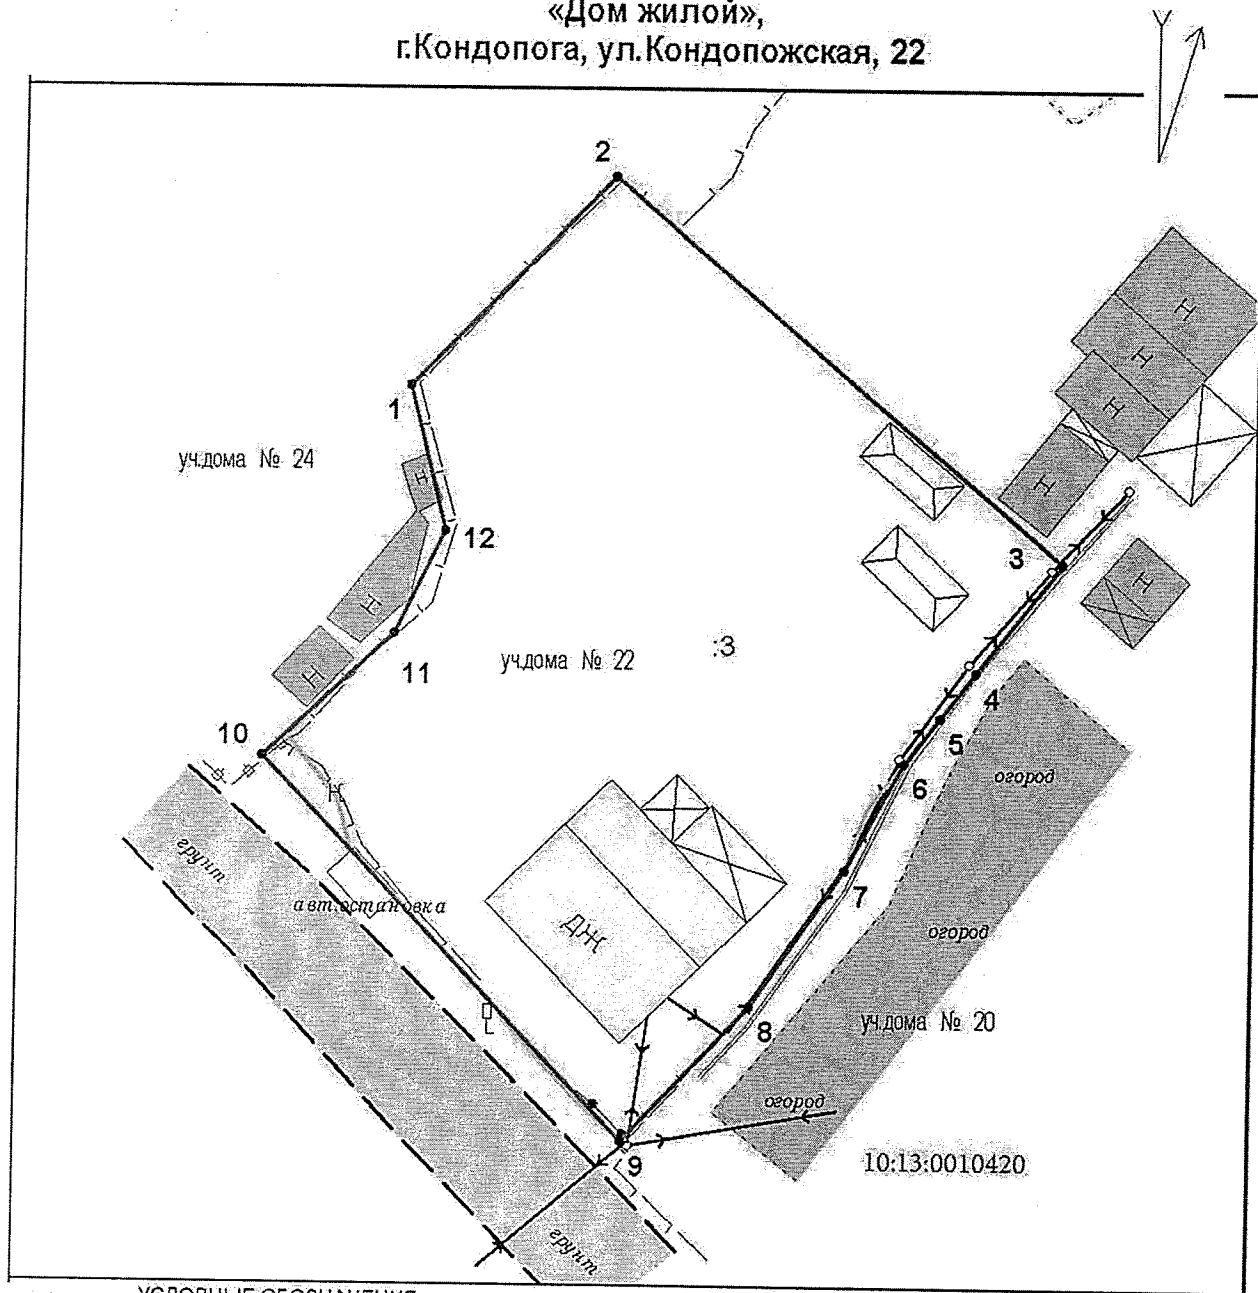 «Дом жилой»,
г.Кондопога, ул.Кондопожская, 22
2
1
уч.дома № 24
Н
12
3
Н
Н
Н
Н
Н
Н
11
уч.дома № 22
:3
Н
10
4
5
6
огород
грунт
авт.остановка
7
ДЖ
огород
8
уч.дома № 20
огород
9
10:13:0010420
грунт
УСЛОВНЫЕ ОБОЗНАЧЕНИЯ